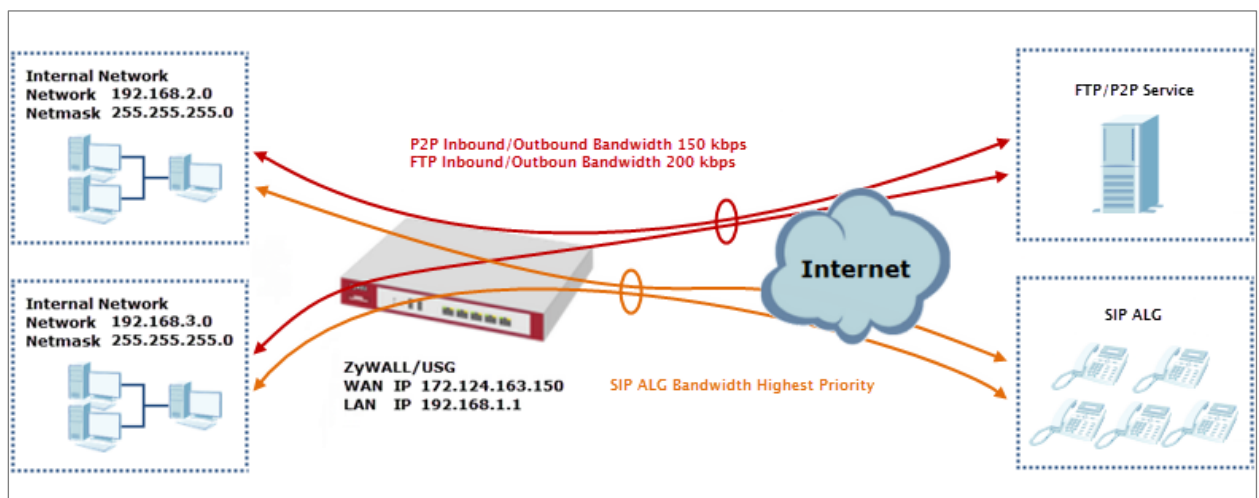 Internal Network
Network 192.168.2.0
Netmask 255.255.255.0
P2P Inbound/Outbound Bandwidth 150 kbps
FTP Inbound/Outboun Bandwidth 200 kbps
FTP/P2P Service
Internet
Internal Network
Network 192.168.3.0
Netmask 255.255.255.0
ZyWALL/USG
WAN IP 172.124.163.150
LAN IP 192.168.1.1
SIP ALG Bandwidth Highest Priority
SIP ALG